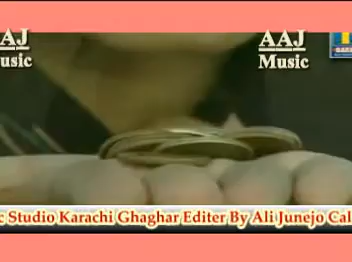 AAJ
Music
AAJ
Music
c Studio Karachi Ghaghar Editer By Ali Junejo Cal